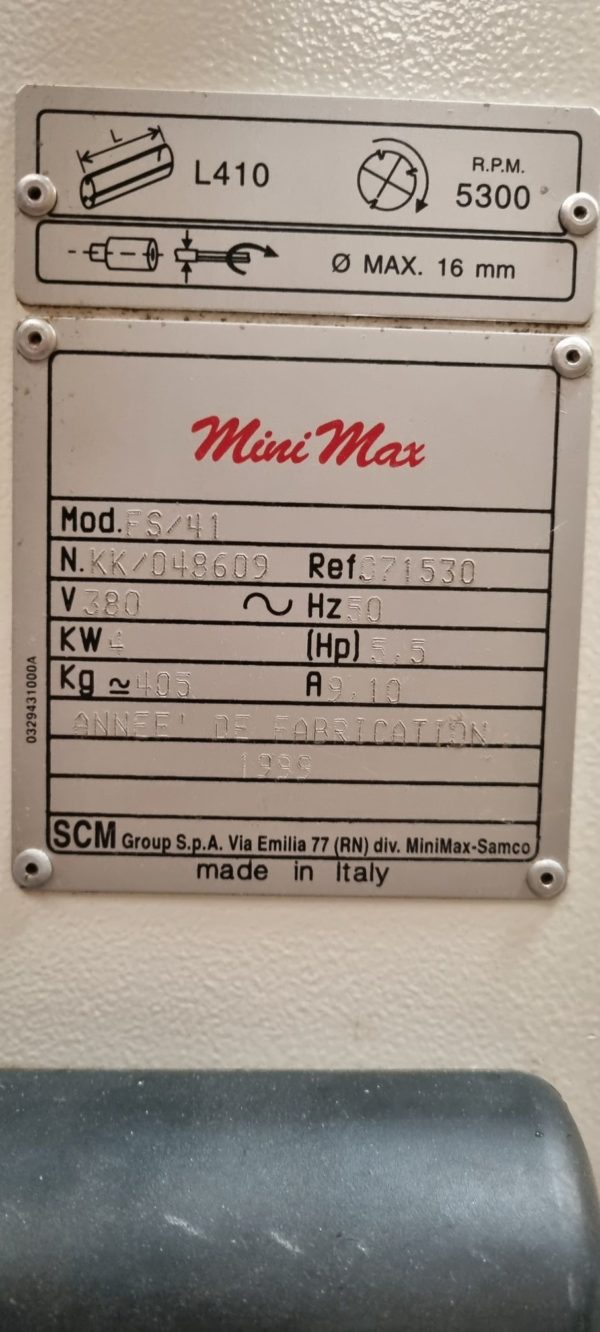 L
L410
R.P.M.
5300
Ø MAX. 16 mm
MiniMax
Mod. FS/41
N. KK/048609 Ref. 071530
V 380 ∼ Hz 50
KW 4 (Hp) 5,5
Kg ≃ 405 A 9,10
ANNEE' DE FABRICATION
1999
0329431000A
SCM Group S.p.A. Via Emilia 77 (RN) div. MiniMax-Samco
made in Italy